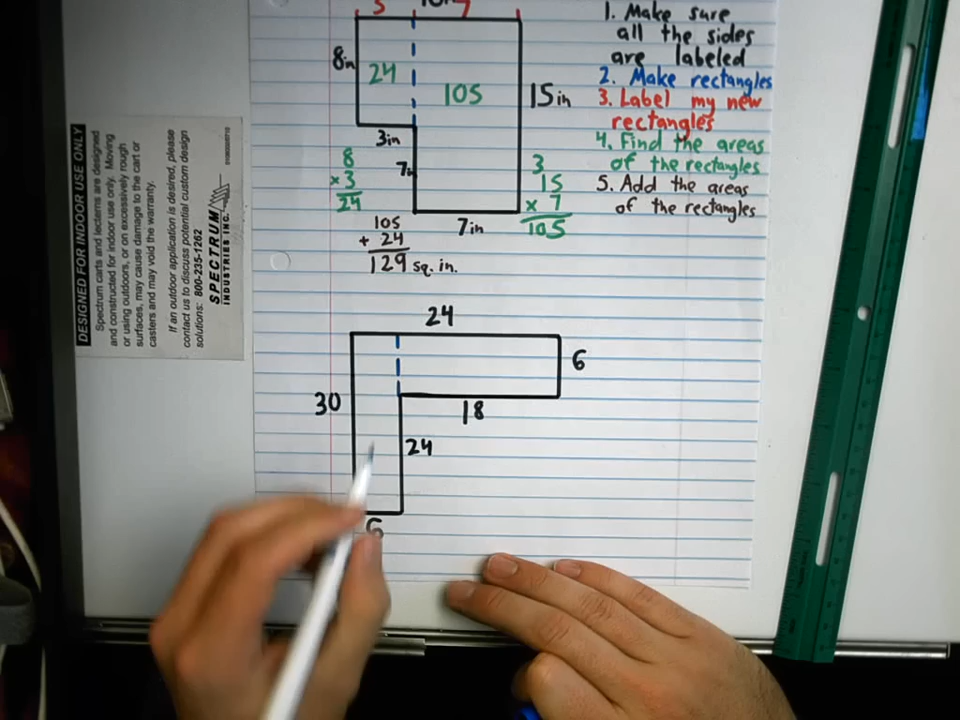 8in
24
105
15in
3in
8
× 3
24
3
15
× 7
105
7in
105
+ 24
129 sq. in.
1. Make sure
all the sides
are labeled
2. Make rectangles
3. Label my new
rectangles
4. Find the areas
of the rectangles
5. Add the areas
of the rectangles
24
6
30
18
24
6
DESIGNED FOR INDOOR USE ONLY
Spectrum carts and lecterns are designed
and constructed for indoor use only. Moving
or using outdoors, or on excessively rough
surfaces, may cause damage to the cart or
casters and may void the warranty.
If an outdoor application is desired, please
contact us to discuss potential custom design
solutions: 800-235-1262
SPECTRUM
INDUSTRIES INC.